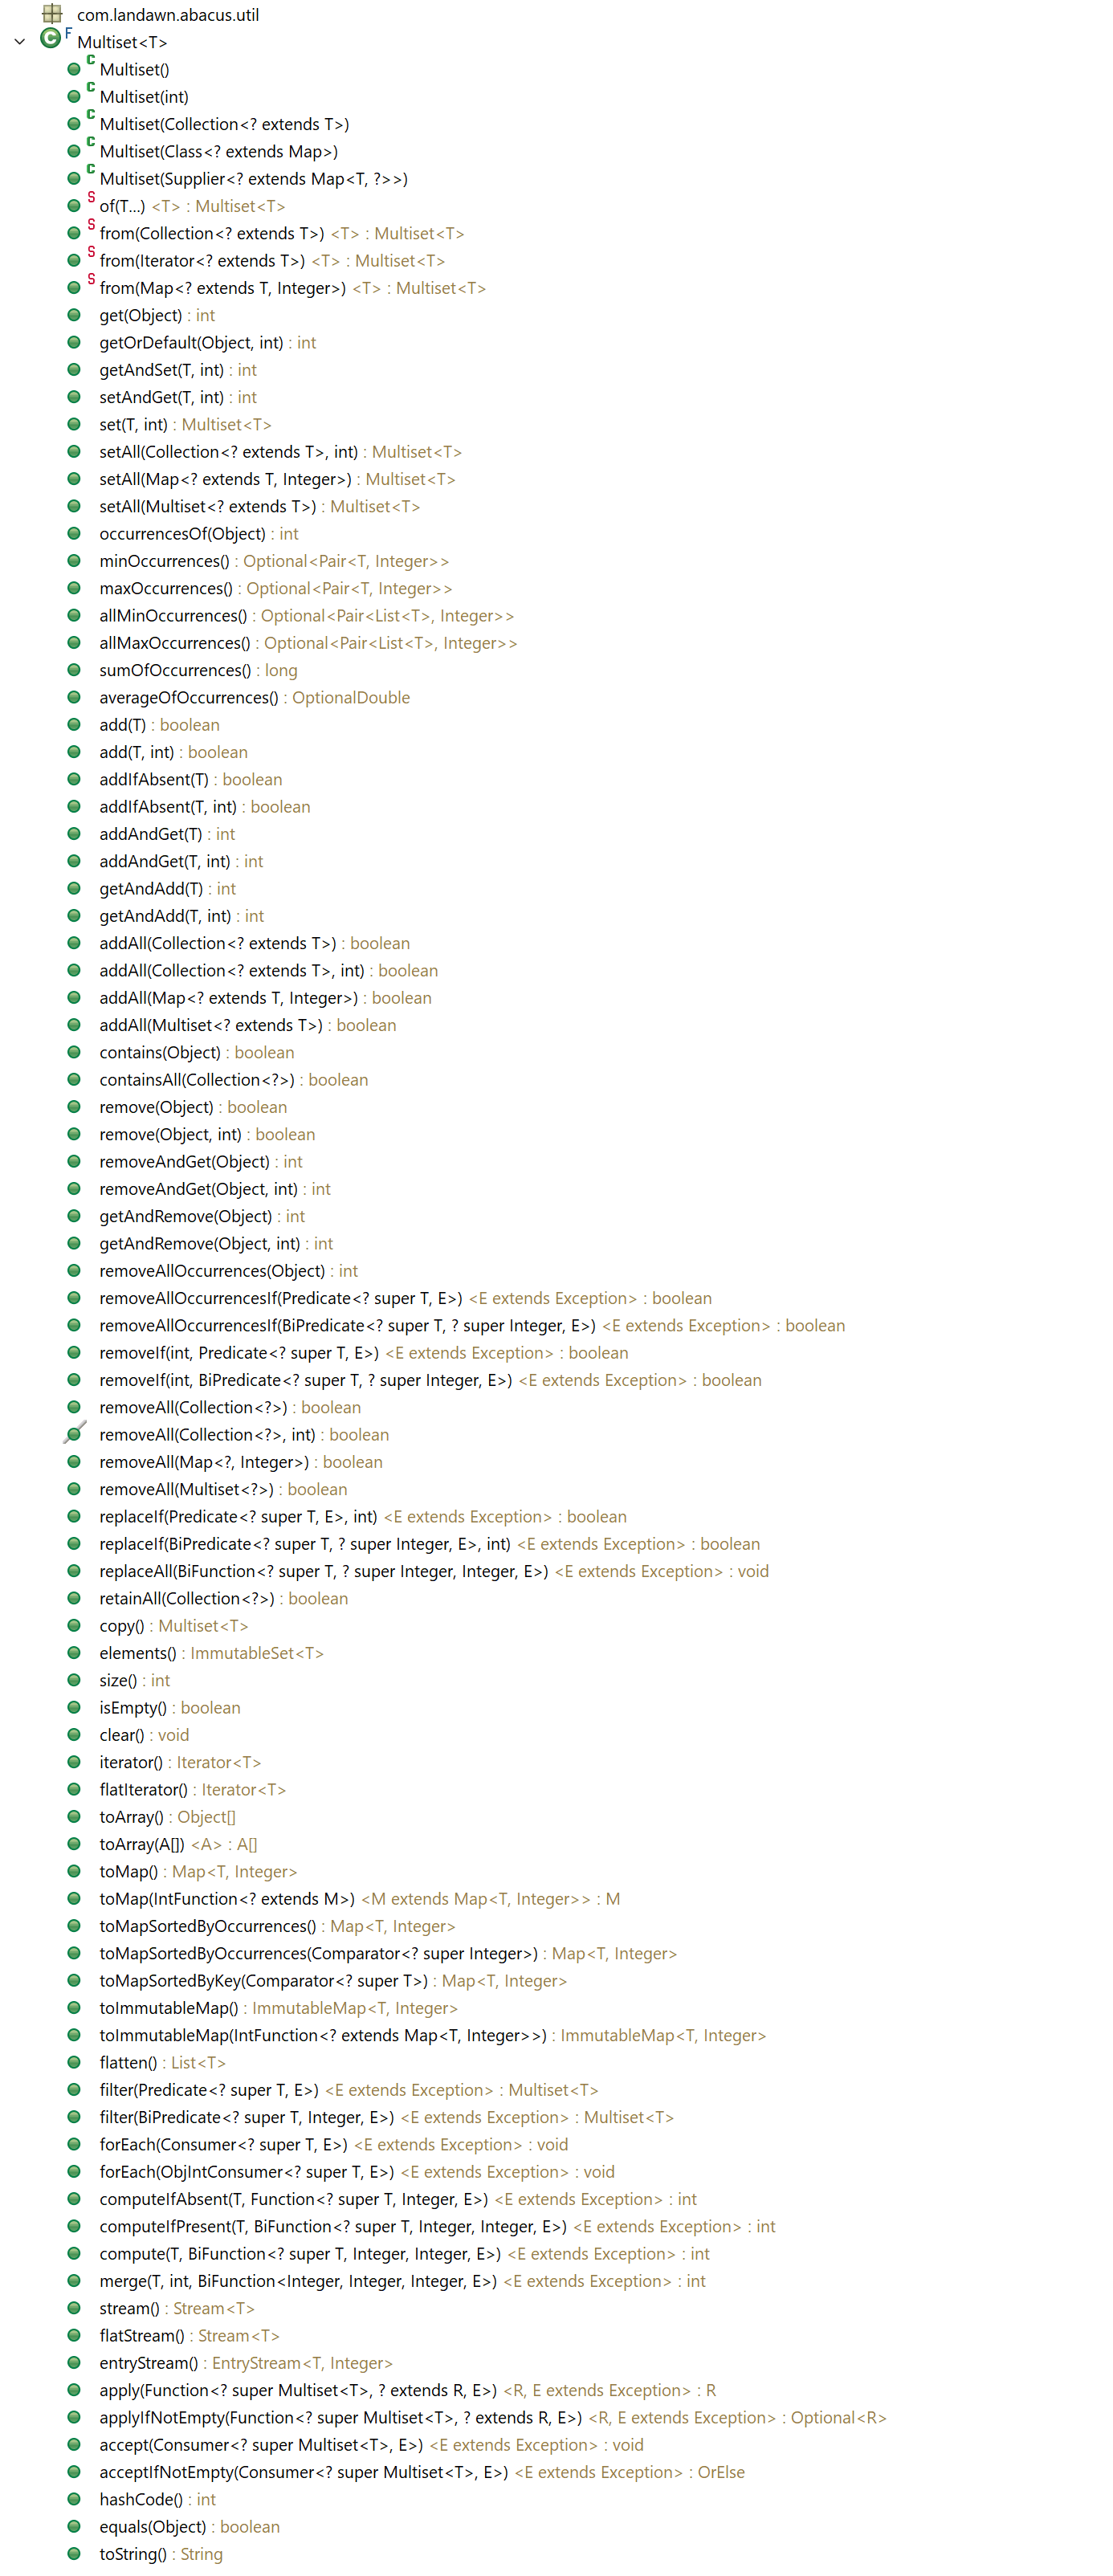 com.landawn.abacus.util
Multiset<T>
Multiset()
Multiset(int)
Multiset(Collection<? extends T>)
Multiset(Class<? extends Map>)
Multiset(Supplier<? extends Map<T, ?>>)
of(T...) <T> : Multiset<T>
from(Collection<? extends T>) <T> : Multiset<T>
from(Iterator<? extends T>) <T> : Multiset<T>
from(Map<? extends T, Integer>) <T> : Multiset<T>
get(Object) : int
getOrDefault(Object, int) : int
getAndSet(T, int) : int
setAndGet(T, int) : int
set(T, int) : Multiset<T>
setAll(Collection<? extends T>, int) : Multiset<T>
setAll(Map<? extends T, Integer>) : Multiset<T>
setAll(Multiset<? extends T>) : Multiset<T>
occurrencesOf(Object) : int
minOccurrences() : Optional<Pair<T, Integer>>
maxOccurrences() : Optional<Pair<T, Integer>>
allMinOccurrences() : Optional<Pair<List<T>, Integer>>
allMaxOccurrences() : Optional<Pair<List<T>, Integer>>
sumOfOccurrences() : long
averageOfOccurrences() : OptionalDouble
add(T) : boolean
add(T, int) : boolean
addIfAbsent(T) : boolean
addIfAbsent(T, int) : boolean
addAndGet(T) : int
addAndGet(T, int) : int
getAndAdd(T) : int
getAndAdd(T, int) : int
addAll(Collection<? extends T>) : boolean
addAll(Collection<? extends T>, int) : boolean
addAll(Map<? extends T, Integer>) : boolean
addAll(Multiset<? extends T>) : boolean
contains(Object) : boolean
containsAll(Collection<?>) : boolean
remove(Object) : boolean
remove(Object, int) : boolean
removeAndGet(Object) : int
removeAndGet(Object, int) : int
getAndRemove(Object) : int
getAndRemove(Object, int) : int
removeAllOccurrences(Object) : int
removeAllOccurrencesIf(Predicate<? super T, E>) <E extends Exception> : boolean
removeAllOccurrencesIf(BiPredicate<? super T, ? super Integer, E>) <E extends Exception> : boolean
removeIf(int, Predicate<? super T, E>) <E extends Exception> : boolean
removeIf(int, BiPredicate<? super T, ? super Integer, E>) <E extends Exception> : boolean
removeAll(Collection<?>) : boolean
removeAll(Collection<?>, int) : boolean
removeAll(Map<?, Integer>) : boolean
removeAll(Multiset<?>) : boolean
replaceIf(Predicate<? super T, E>, int) <E extends Exception> : boolean
replaceIf(BiPredicate<? super T, ? super Integer, E>, int) <E extends Exception> : boolean
replaceAll(BiFunction<? super T, ? super Integer, Integer, E>) <E extends Exception> : void
retainAll(Collection<?>) : boolean
copy() : Multiset<T>
elements() : ImmutableSet<T>
size() : int
isEmpty() : boolean
clear() : void
iterator() : Iterator<T>
flatIterator() : Iterator<T>
toArray() : Object[]
toArray(A[]) <A> : A[]
toMap() : Map<T, Integer>
toMap(IntFunction<? extends M>) <M extends Map<T, Integer>> : M
toMapSortedByOccurrences() : Map<T, Integer>
toMapSortedByOccurrences(Comparator<? super Integer>) : Map<T, Integer>
toMapSortedByKey(Comparator<? super T>) : Map<T, Integer>
toImmutableMap() : ImmutableMap<T, Integer>
toImmutableMap(IntFunction<? extends Map<T, Integer>>) : ImmutableMap<T, Integer>
flatten() : List<T>
filter(Predicate<? super T, E>) <E extends Exception> : Multiset<T>
filter(BiPredicate<? super T, Integer, E>) <E extends Exception> : Multiset<T>
forEach(Consumer<? super T, E>) <E extends Exception> : void
forEach(ObjIntConsumer<? super T, E>) <E extends Exception> : void
computeIfAbsent(T, Function<? super T, Integer, E>) <E extends Exception> : int
computeIfPresent(T, BiFunction<? super T, Integer, Integer, E>) <E extends Exception> : int
compute(T, BiFunction<? super T, Integer, Integer, E>) <E extends Exception> : int
merge(T, int, BiFunction<Integer, Integer, Integer, E>) <E extends Exception> : int
stream() : Stream<T>
flatStream() : Stream<T>
entryStream() : EntryStream<T, Integer>
apply(Function<? super Multiset<T>, ? extends R, E>) <R, E extends Exception> : R
applyIfNotEmpty(Function<? super Multiset<T>, ? extends R, E>) <R, E extends Exception> : Optional<R>
accept(Consumer<? super Multiset<T>, E>) <E extends Exception> : void
acceptIfNotEmpty(Consumer<? super Multiset<T>, E>) <E extends Exception> : OrElse
hashCode() : int
equals(Object) : boolean
toString() : String